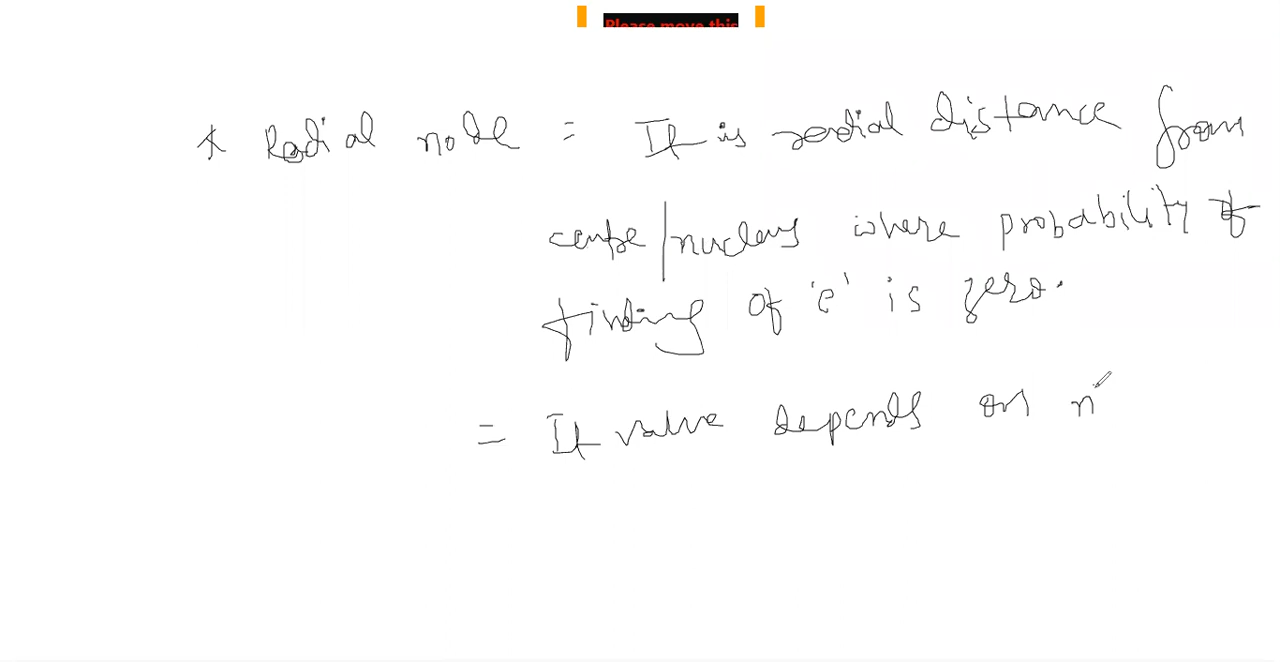 Please move this
* Radial node = It is radial distance from
centre/nucleus where probability of
finding of 'e' is zero.
= It value depends on n'